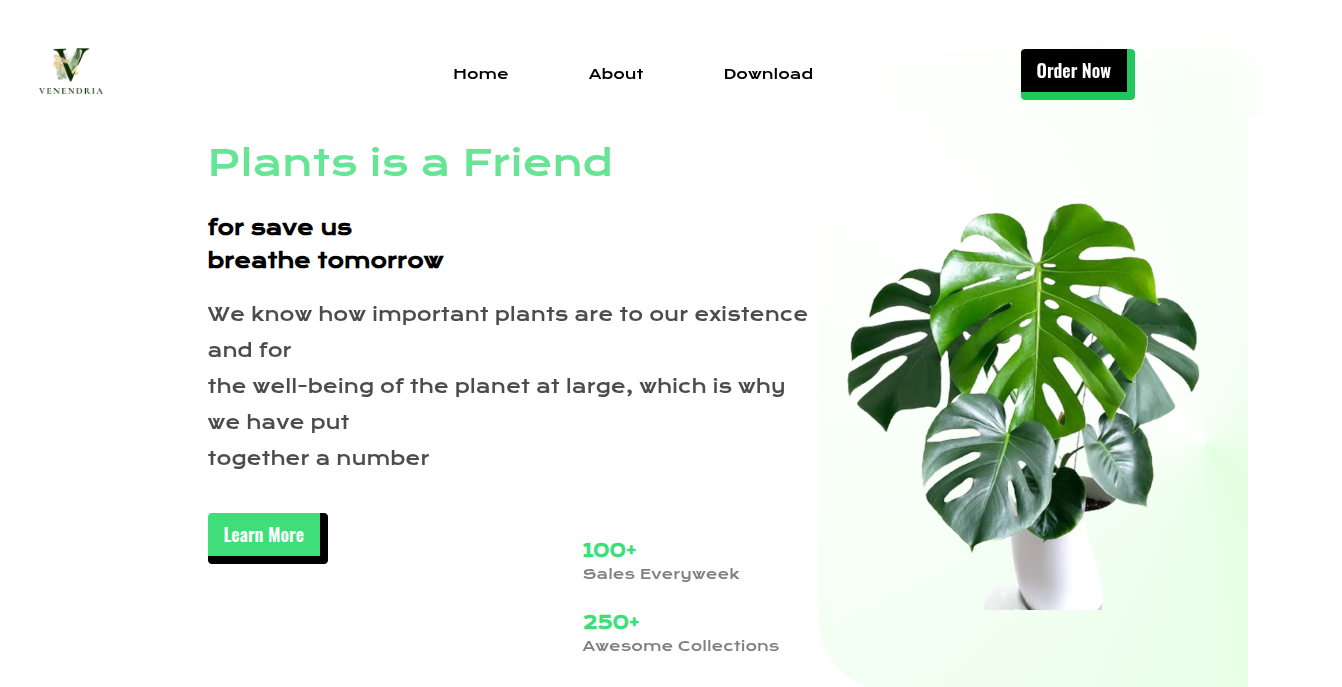 V
VENENDRIA
Home
About
Download
Order Now
Plants is a Friend
for save us
breathe tomorrow
We know how important plants are to our existence
and for
the well-being of the planet at large, which is why
we have put
together a number
Learn More
100+
Sales Everyweek
250+
Awesome Collections